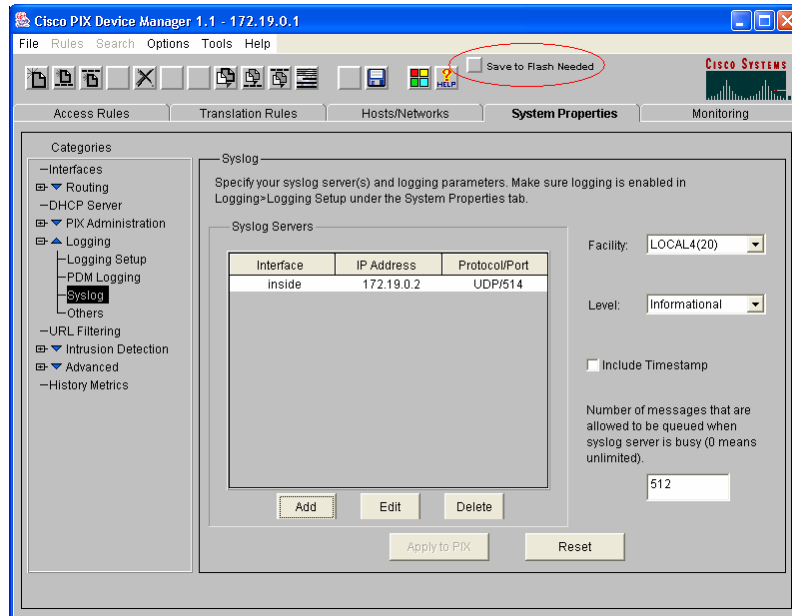 Cisco PIX Device Manager 1.1 - 172.19.0.1
File Rules Search Options Tools Help
Save to Flash Needed
HELP
CISCO SYSTEMS
Access Rules Translation Rules Hosts/Networks System Properties Monitoring
Categories
Interfaces
Routing
DHCP Server
PIX Administration
Logging
Logging Setup
PDM Logging
Syslog
Others
URL Filtering
Intrusion Detection
Advanced
History Metrics
Syslog
Specify your syslog server(s) and logging parameters. Make sure logging is enabled in
Logging>Logging Setup under the System Properties tab.
Syslog Servers
Interface IP Address Protocol/Port
inside 172.19.0.2 UDP/514
Add Edit Delete
Facility: LOCAL4(20)
Level: Informational
Include Timestamp
Number of messages that are
allowed to be queued when
syslog server is busy (0 means
unlimited).
512
Apply to PIX Reset